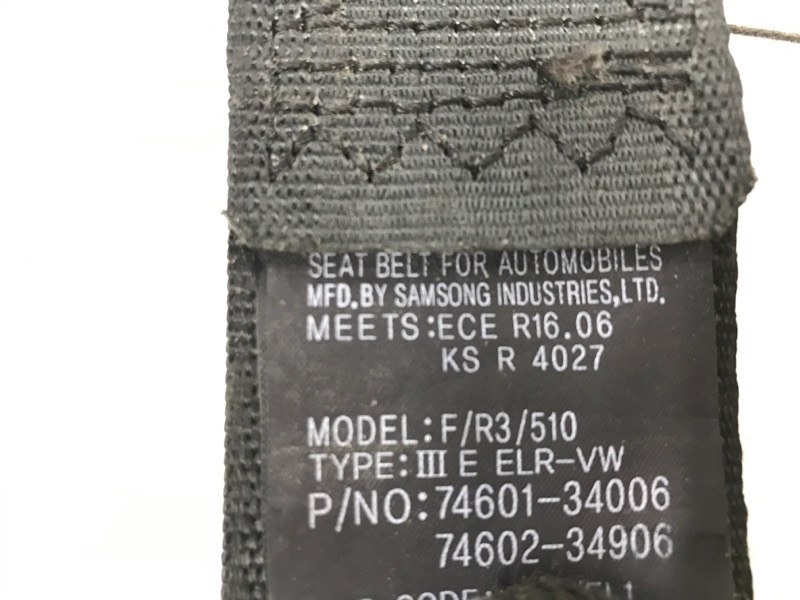 SEAT BELT FOR AUTOMOBILES
MFD.BY SAMSONG INDUSTRIES,LTD.
MEETS:ECE R16.06
KS R 4027
MODEL:F/R3/510
TYPE:III E ELR-VW
P/NO:74601-34006
74602-34906